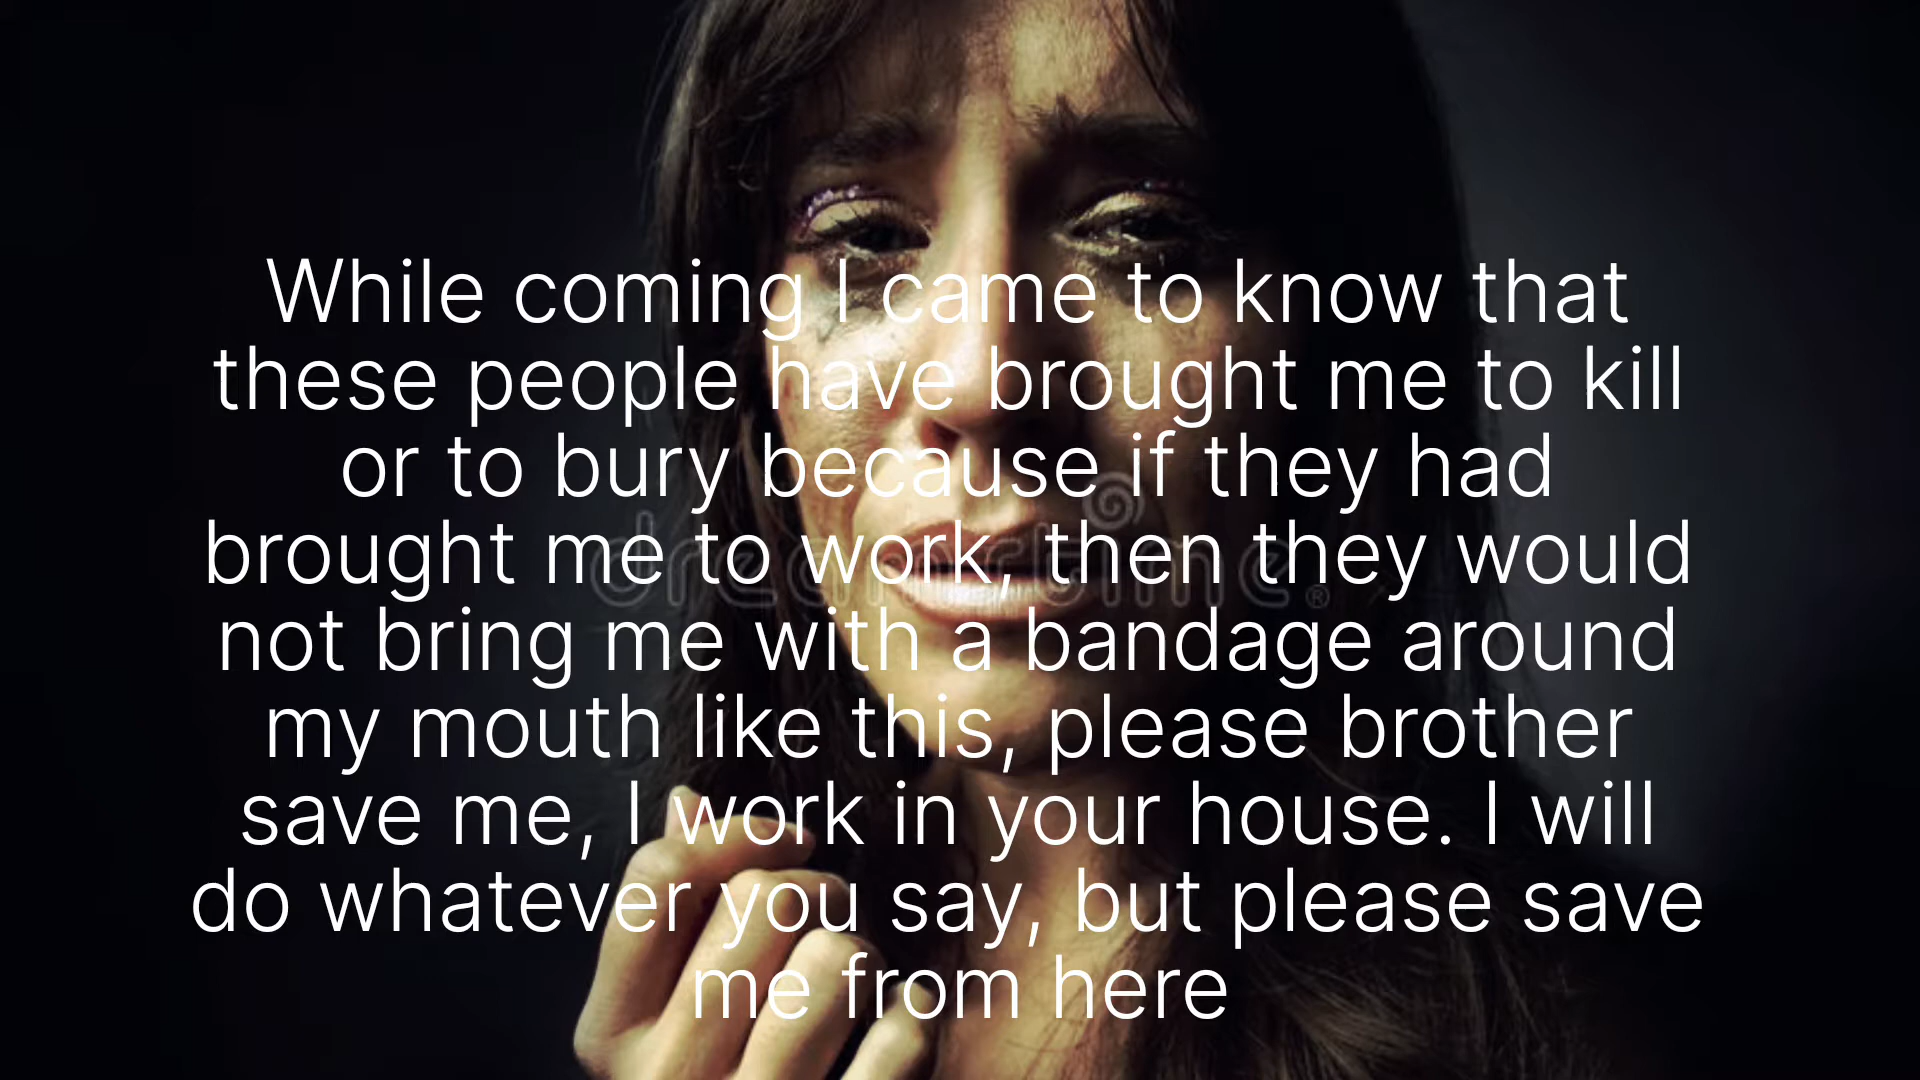 While coming I came to know that
these people have brought me to kill
or to bury because if they had
brought me to work, then they would
not bring me with a bandage around
my mouth like this, please brother
save me, I work in your house. I will
do whatever you say, but please save
me from here
dreamstime®